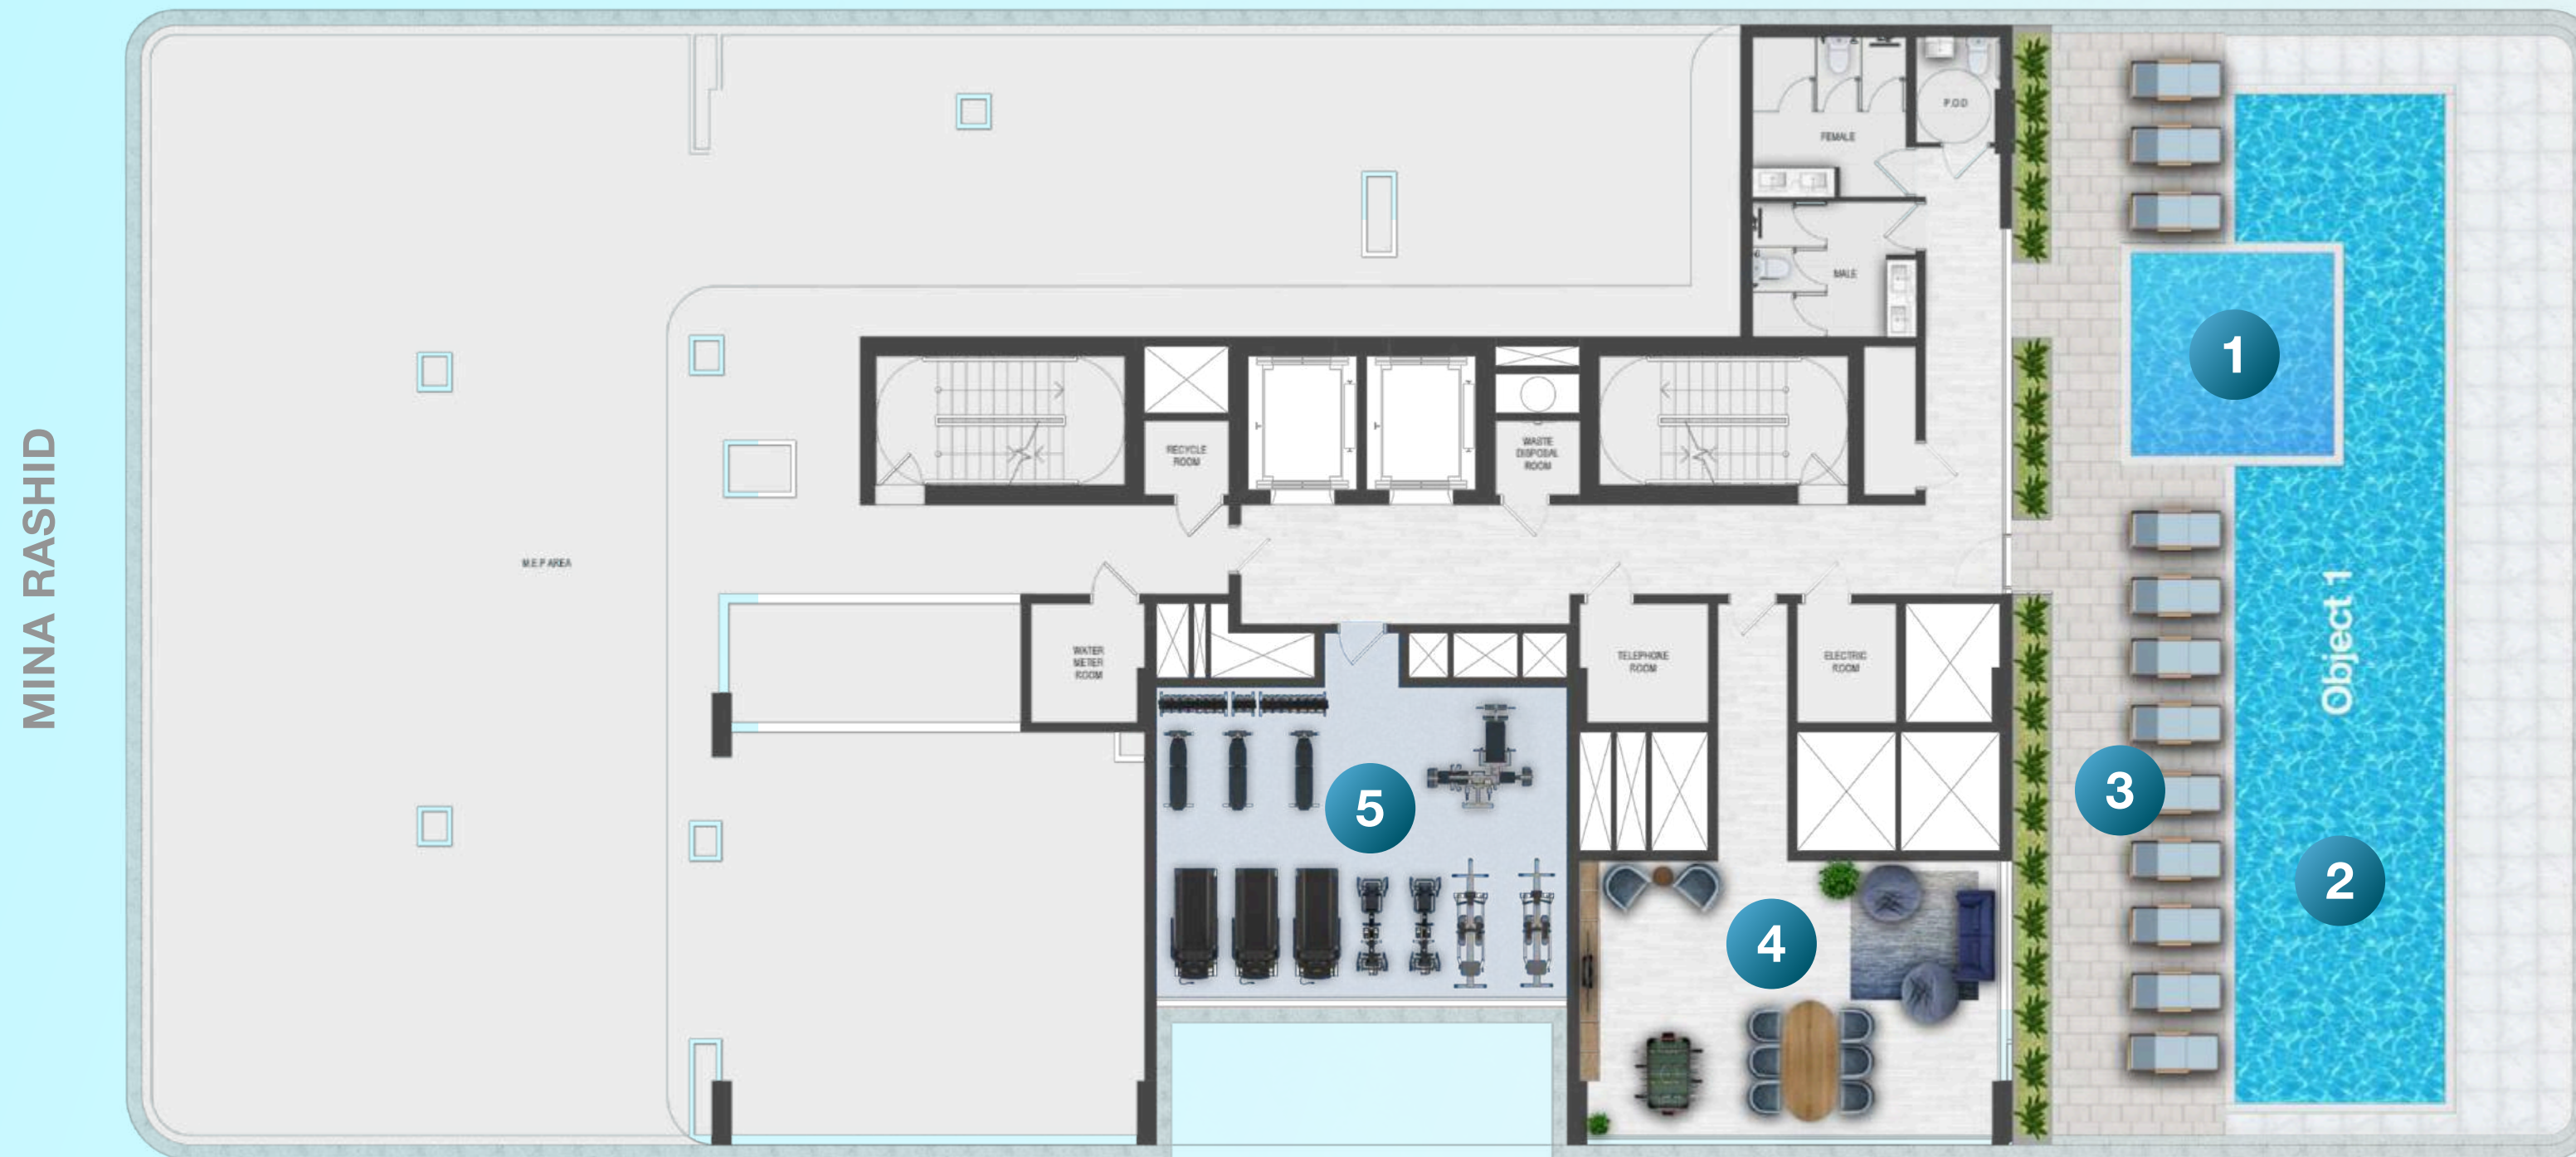 MINA RASHID
M.E.P AREA
FEMALE
P.O.D
MALE
RECYCLE
ROOM
WASTE
DISPOSAL
ROOM
WATER
METER
ROOM
TELEPHONE
ROOM
ELECTRIC
ROOM
1
Object 1
2
3
4
5